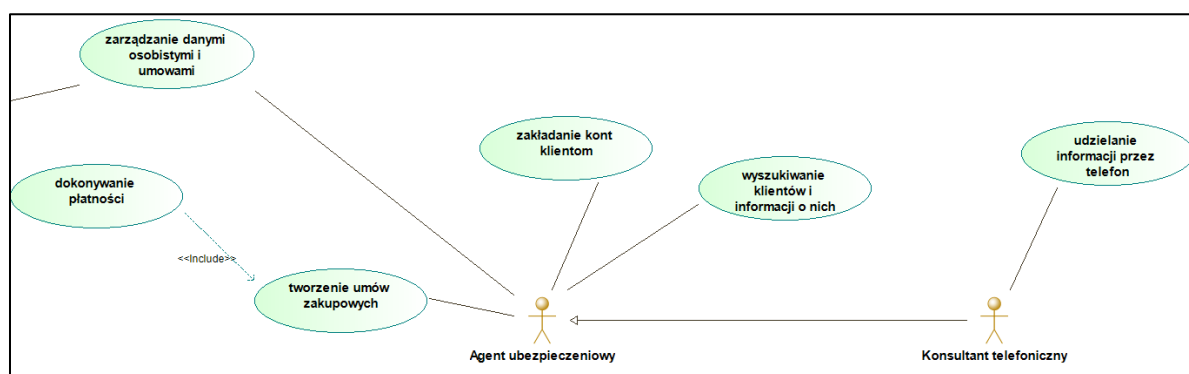 zarządzanie danymi
osobistymi i
umowami
zakładanie kont
klientom
udzielanie
informacji przez
telefon
wyszukiwanie
klientów i
informacji o nich
dokonywanie
płatności
<<Include>>
tworzenie umów
zakupowych
Agent ubezpieczeniowy
Konsultant telefoniczny